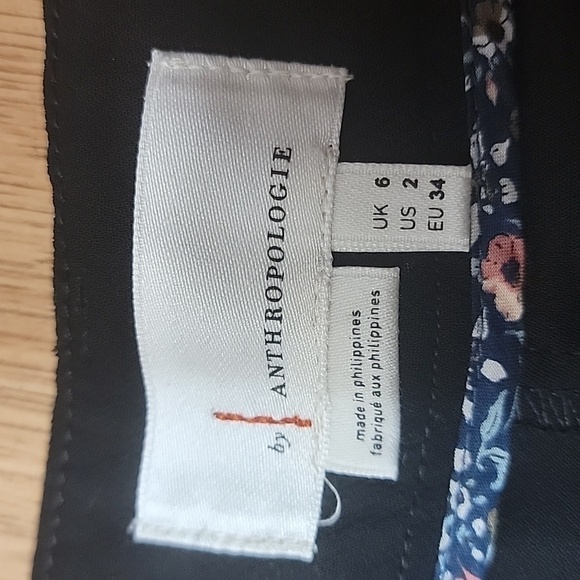 by ANTHROPOLOGIE
UK 6
US 2
EU 34
made in philippines
fabriqué aux philippines